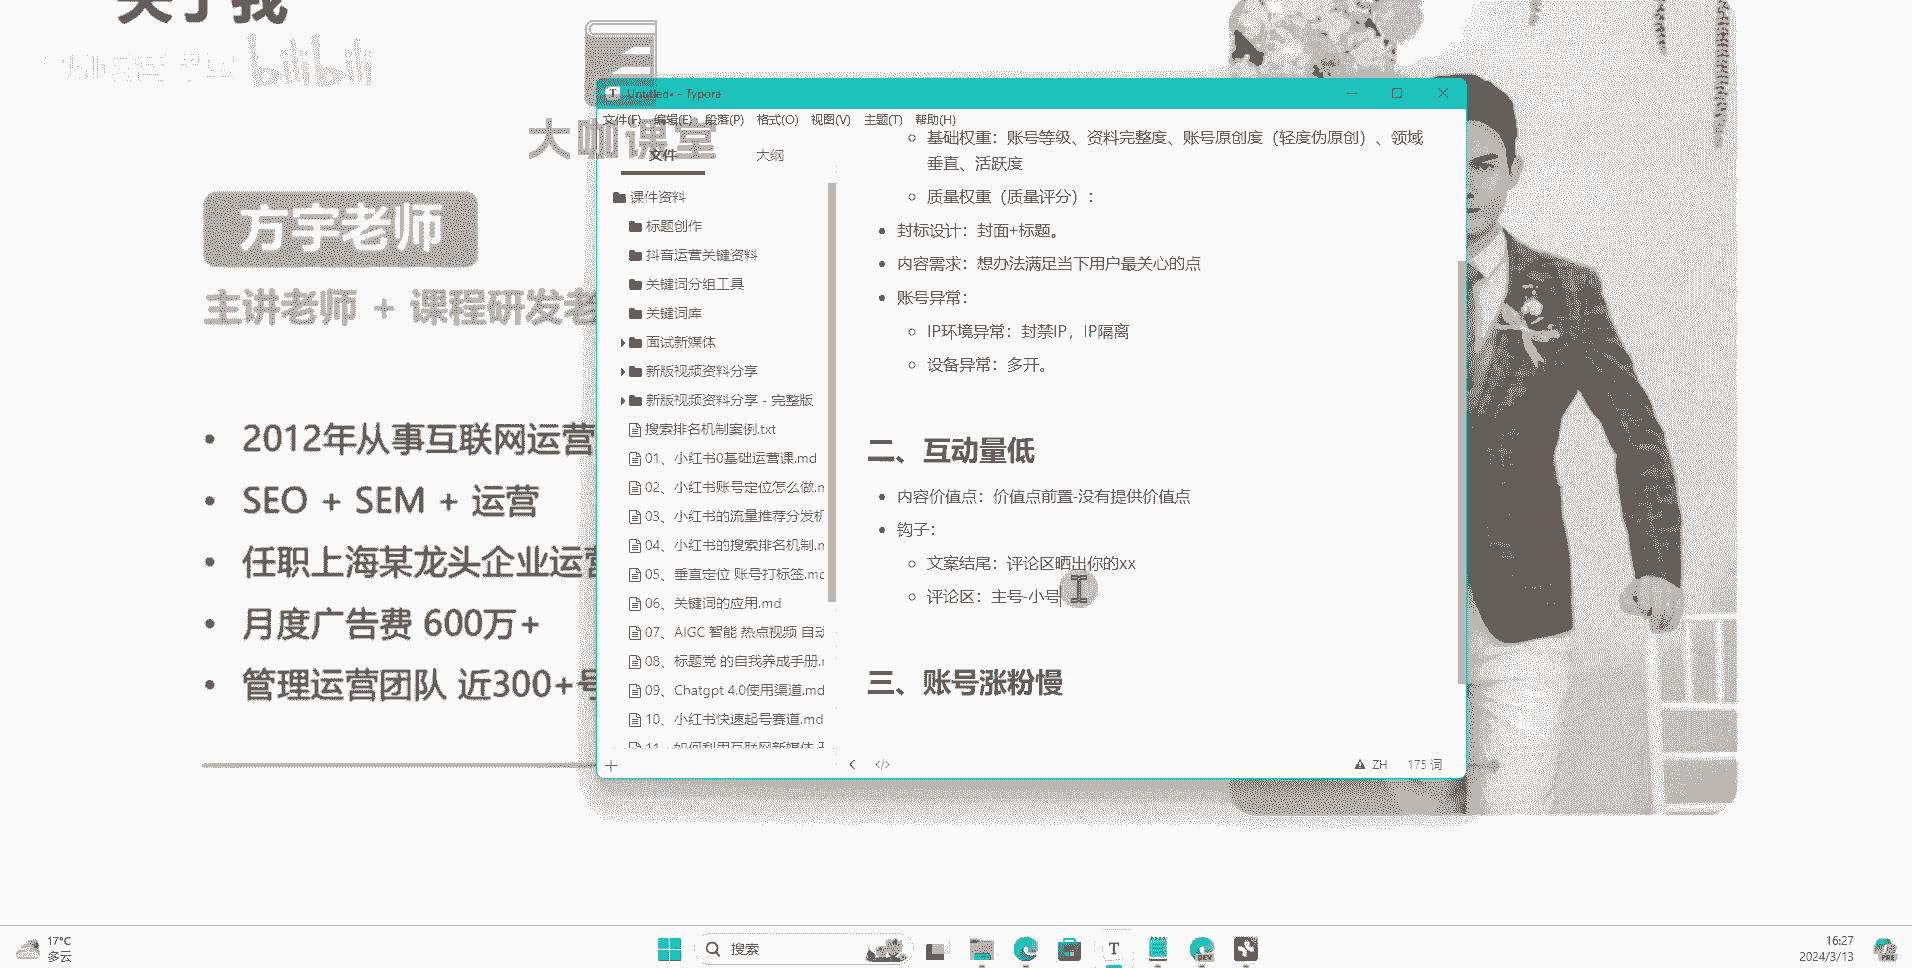 关于我
bilibili
大咖课堂
方宇老师
主讲老师 + 课程研发老
2012年从事互联网运营
SEO + SEM + 运营
任职上海某龙头企业运营
月度广告费 600万+
管理运营团队 近300+号
Untitled• - Typora
文件(F) 编辑(E) 段落(P) 格式(O) 视图(V) 主题(T) 帮助(H)
文件 大纲
课件资料
标题创作
抖音运营关键资料
关键词分组工具
关键词库
面试新媒体
新版视频资料分享
新版视频资料分享 - 完整版
搜索排名机制案例.txt
01、小红书0基础运营课.md
02、小红书账号定位怎么做.m
03、小红书的流量推荐分发机
04、小红书的搜索排名机制.m
05、垂直定位 账号打标签.mc
06、关键词的应用.md
07、AIGC 智能 热点视频 自动
08、标题党 的自我养成手册.m
09、Chatgpt 4.0使用渠道.md
10、小红书快速起号赛道.md
11、如何利用互联网新媒体
基础权重：账号等级、资料完整度、账号原创度（轻度伪原创）、领域
垂直、活跃度
质量权重（质量评分）：
封标设计：封面+标题。
内容需求：想办法满足当下用户最关心的点
账号异常：
IP环境异常：封禁IP，IP隔离
设备异常：多开。
二、互动量低
内容价值点：价值点前置-没有提供价值点
钩子：
文案结尾：评论区晒出你的xx
评论区：主号-小号
三、账号涨粉慢
ZH 175 词
17°C
多云
搜索
T
DEV
16:27
2024/3/13
PRE